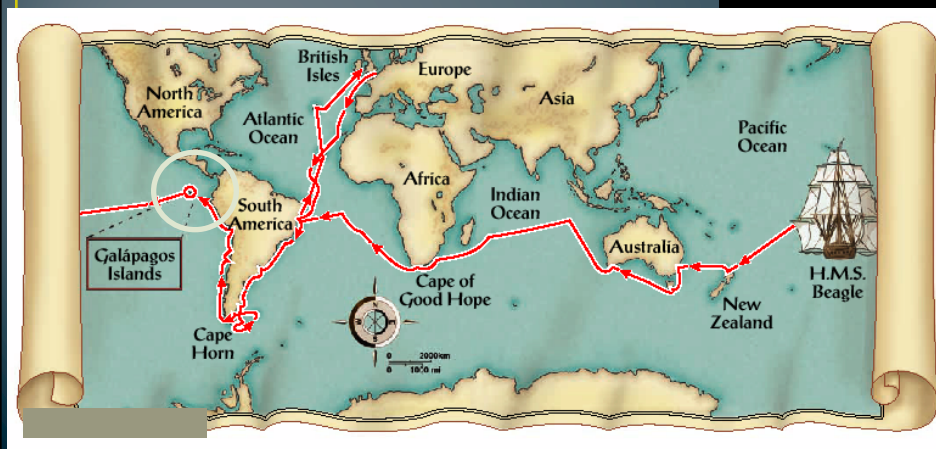 British
Isles
Europe
North
America
Asia
Atlantic
Ocean
Pacific
Ocean
Africa
Indian
Ocean
South
America
Galápagos
Islands
Australia
Cape of
Good Hope
H.M.S.
Beagle
New
Zealand
Cape
Horn
N
0 2000km
0 1000 mi